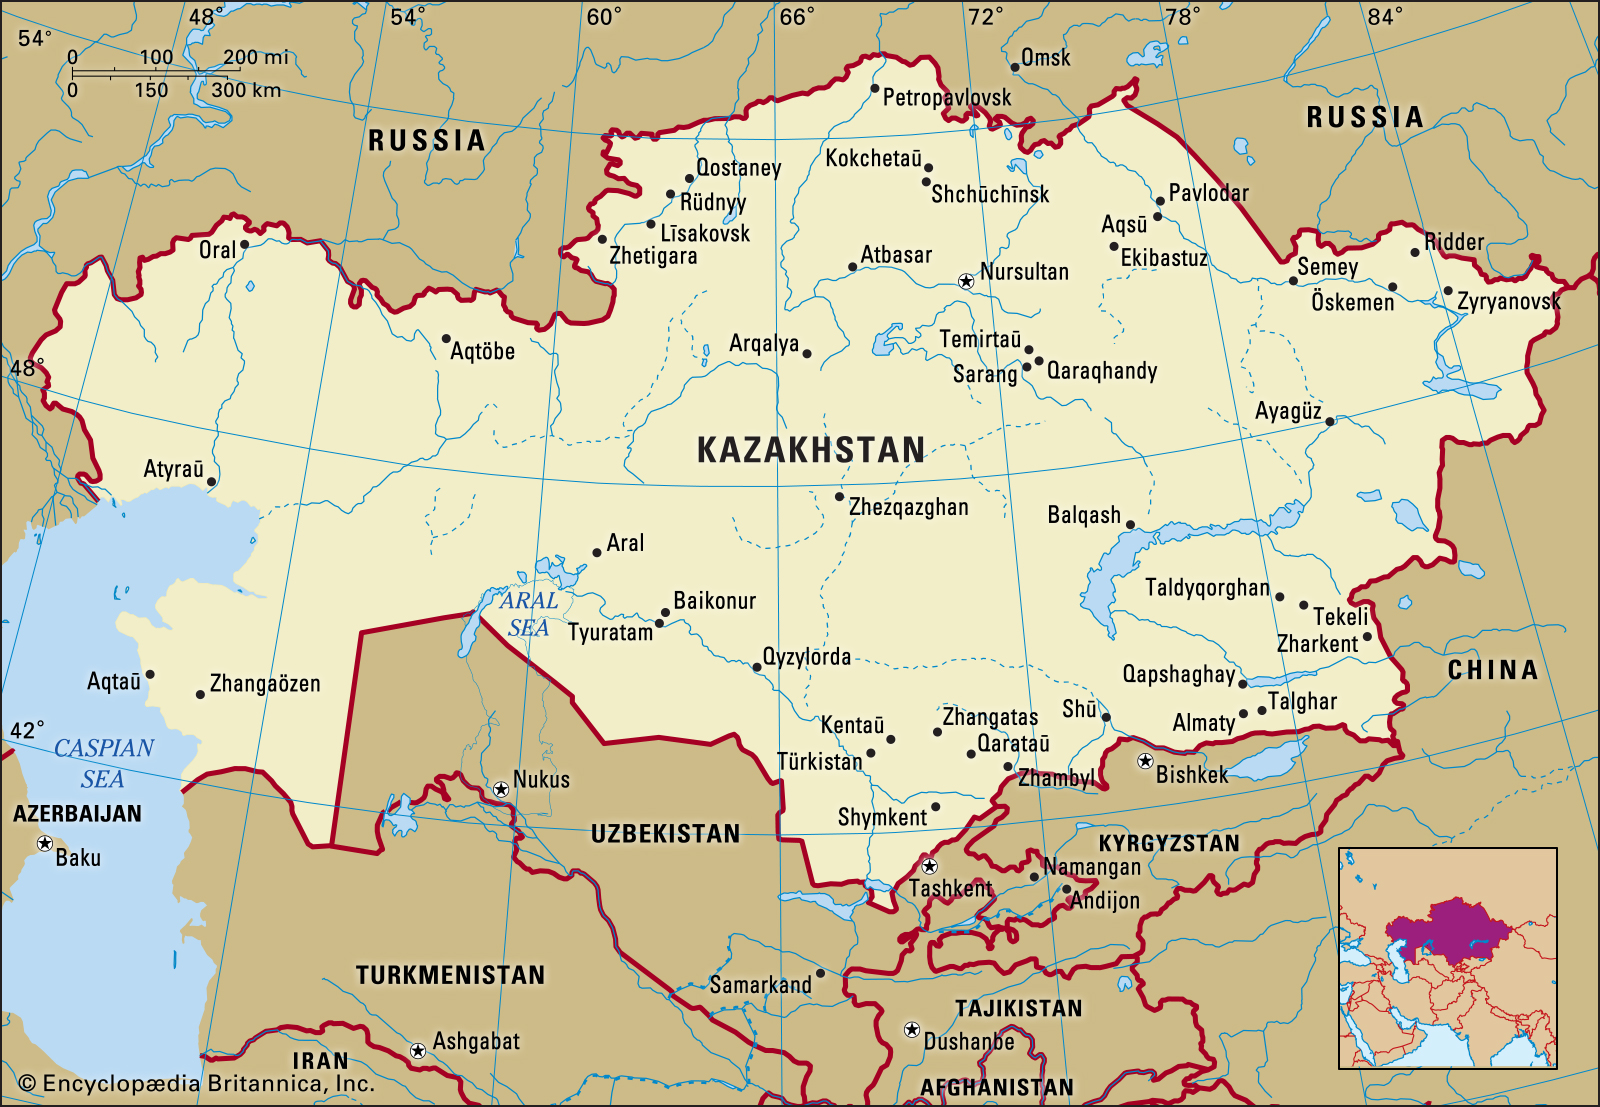 48°
54°
60°
66°
72°
78°
84°
54°
0 100 200 mi
0 150 300 km
Omsk
Petropavlovsk
RUSSIA
RUSSIA
Qostaney
Kokchetaū
Rüdnyy
Shchūchīnsk
Pavlodar
Līsakovsk
Aqsū
Oral
Zhetigara
Atbasar
Ekibastuz
Ridder
Nursultan
Semey
Öskemen
Zyryanovsk
Aqtöbe
Arqalya
Temirtaū
Sarang
Qaraqhandy
48°
Ayagüz
KAZAKHSTAN
Atyraū
Zhezqazghan
Balqash
Aral
Taldyqorghan
ARAL
SEA
Baikonur
Tyuratam
Tekeli
Zharkent
Qyzylorda
Aqtaū
Zhangaözen
Qapshaghay
CHINA
Talghar
Almaty
42°
CASPIAN
SEA
Kentaū
Zhangatas
Shū
Türkistan
Qarataū
Zhambyl
Bishkek
Nukus
AZERBAIJAN
Baku
Shymkent
UZBEKISTAN
KYRGYZSTAN
Tashkent
Namangan
Andijon
TURKMENISTAN
Samarkand
TAJIKISTAN
Dushanbe
Ashgabat
IRAN
AFGHANISTAN
© Encyclopædia Britannica, Inc.